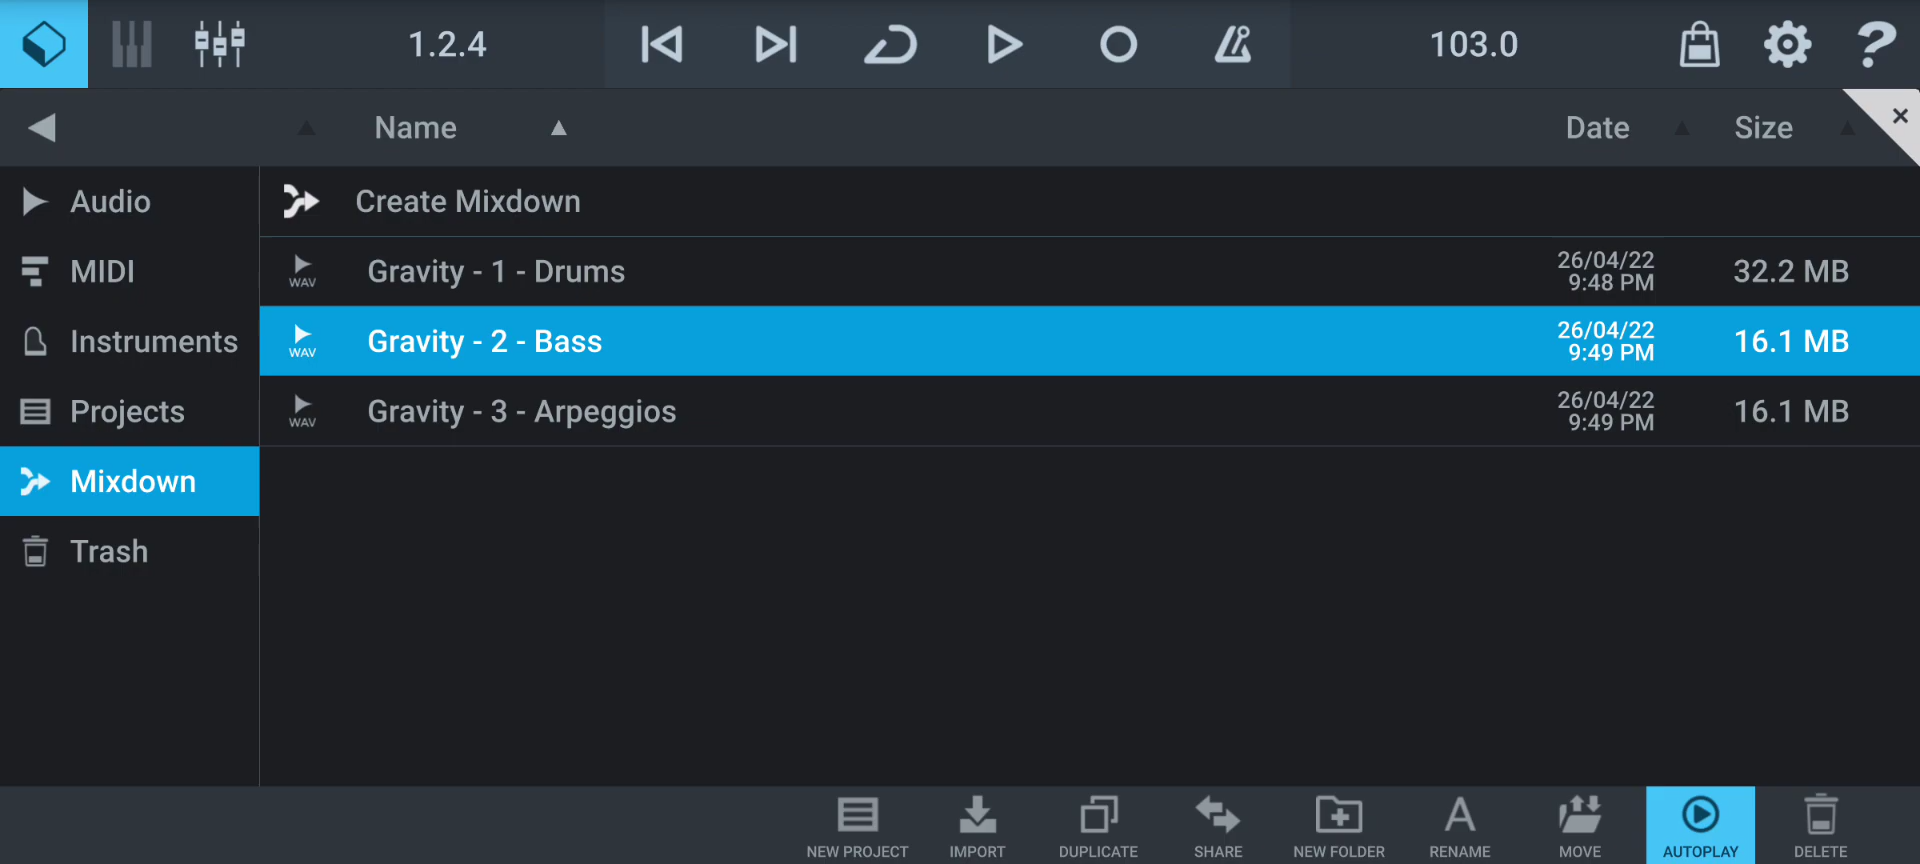 1.2.4
103.0
Name
Date
Size
Audio
MIDI
Instruments
Projects
Mixdown
Trash
Create Mixdown
WAV
Gravity - 1 - Drums
26/04/22
9:48 PM
32.2 MB
WAV
Gravity - 2 - Bass
26/04/22
9:49 PM
16.1 MB
WAV
Gravity - 3 - Arpeggios
26/04/22
9:49 PM
16.1 MB
NEW PROJECT
IMPORT
DUPLICATE
SHARE
NEW FOLDER
RENAME
MOVE
AUTOPLAY
DELETE